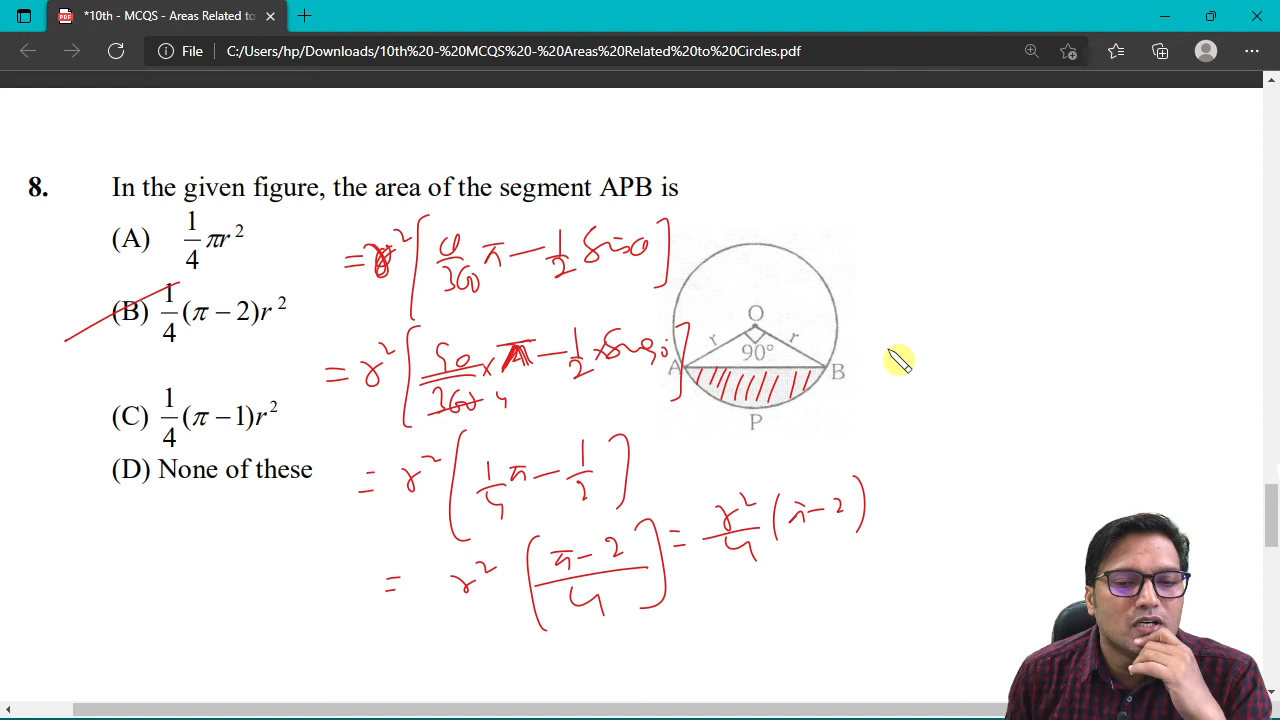 *10th - MCQS - Areas Related to
File C:/Users/hp/Downloads/10th%20-%20MCQS%20-%20Areas%20Related%20to%20Circles.pdf
8. In the given figure, the area of the segment APB is
(A) 1/4 πr²
(B) 1/4 (π − 2)r²
(C) 1/4 (π − 1)r²
(D) None of these
= r² [θ/360 π − 1/2 sin θ]
= r² [90/360 4 × π − 1/2 × sin 90°]
= r² [1/4 π − 1/2]
= r² [π − 2 / 4] = r²/4 (π − 2)
O
r r
90°
A B
P